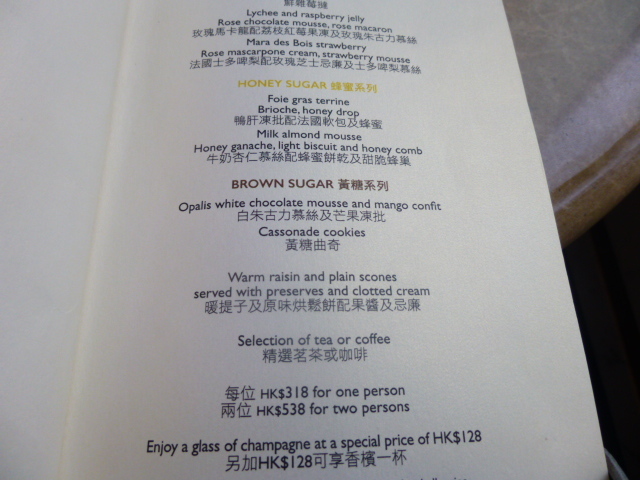 鮮雜莓撻
Lychee and raspberry jelly
Rose chocolate mousse, rose macaron
玫瑰馬卡龍配荔枝紅莓果凍及玫瑰朱古力慕絲
Mara des Bois strawberry
Rose mascarpone cream, strawberry mousse
法國士多啤梨配玫瑰芝士忌廉及士多啤梨慕絲
HONEY SUGAR 蜂蜜系列
Foie gras terrine
Brioche, honey drop
鴨肝凍批配法國軟包及蜂蜜
Milk almond mousse
Honey ganache, light biscuit and honey comb
牛奶杏仁慕絲配蜂蜜餅乾及甜脆蜂巢
BROWN SUGAR 黃糖系列
Opalis white chocolate mousse and mango confit
白朱古力慕絲及芒果凍批
Cassonade cookies
黃糖曲奇
Warm raisin and plain scones
served with preserves and clotted cream
暖提子及原味烘鬆餅配果醬及忌廉
Selection of tea or coffee
精選茗茶或咖啡
每位 HK$318 for one person
兩位 HK$538 for two persons
Enjoy a glass of champagne at a special price of HK$128
另加HK$128可享香檳一杯